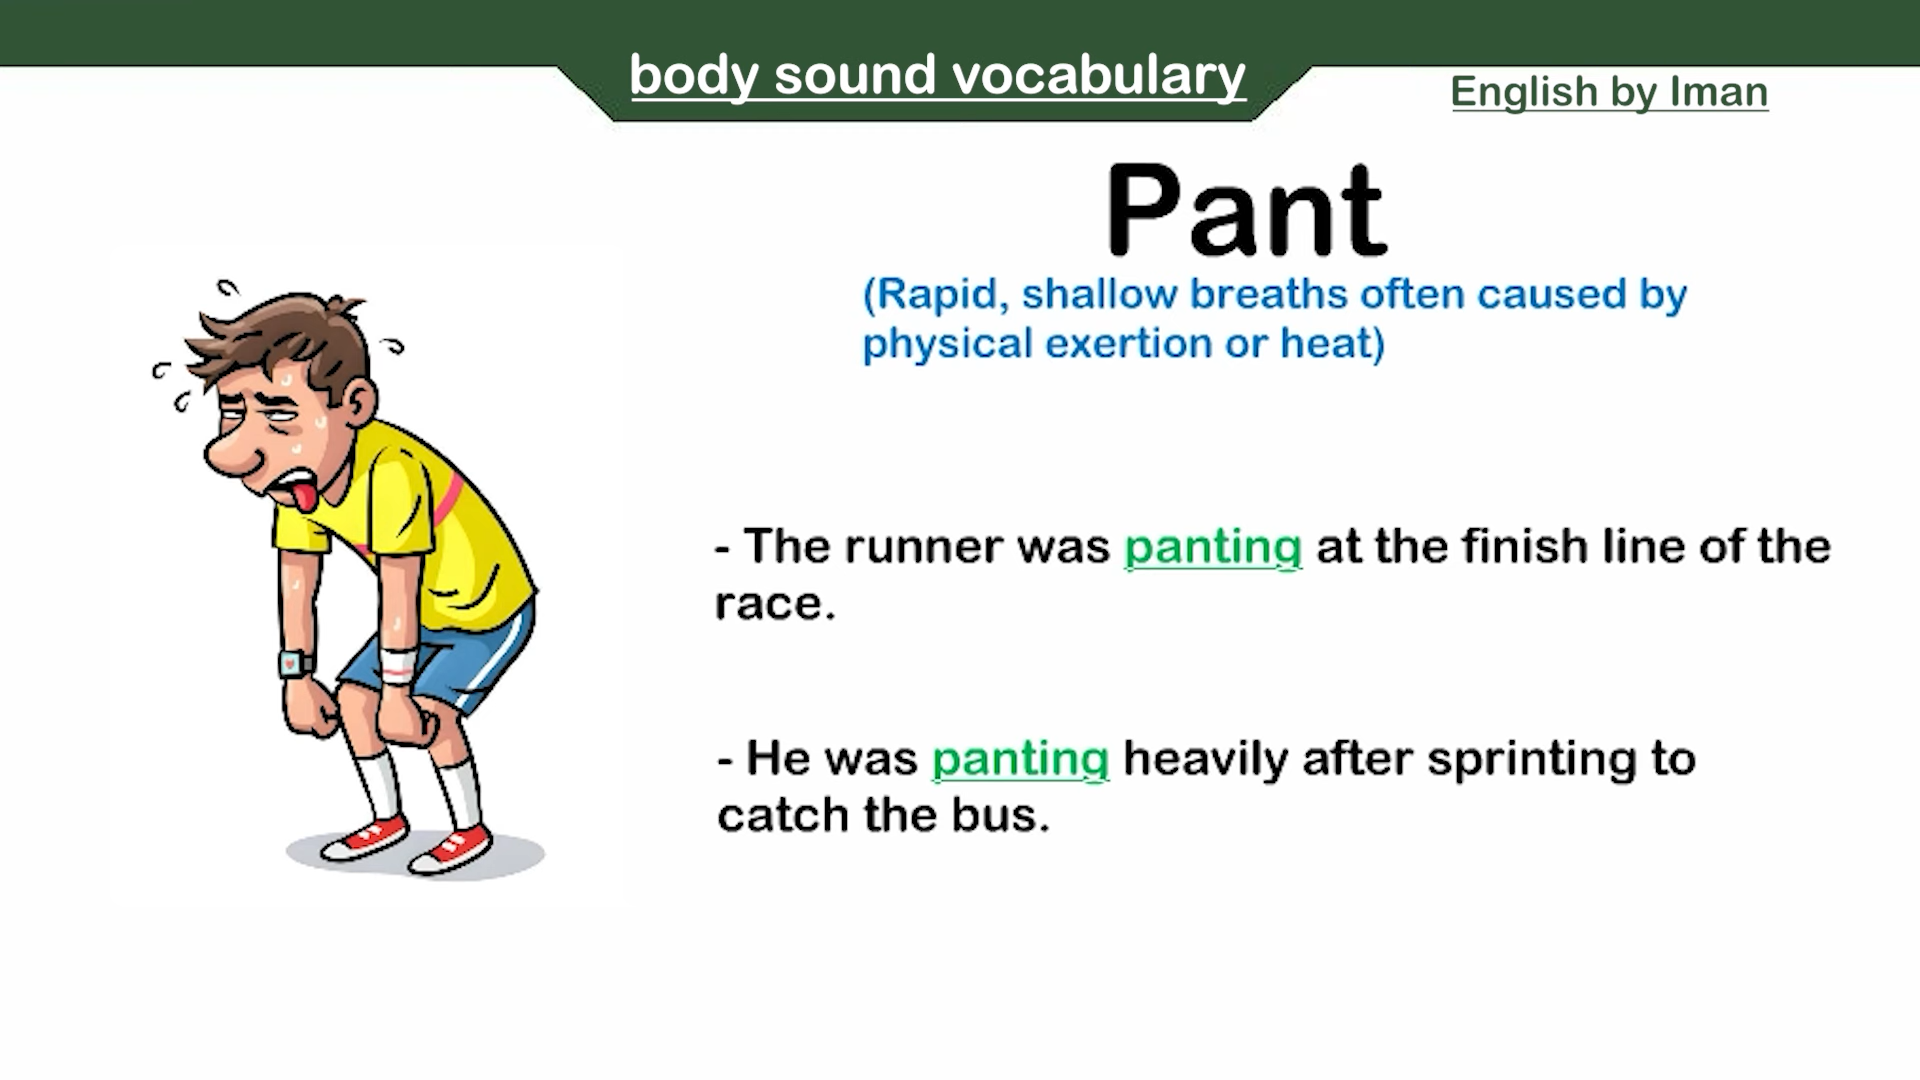 body sound vocabulary
English by Iman
Pant
(Rapid, shallow breaths often caused by
physical exertion or heat)
- The runner was panting at the finish line of the
race.
- He was panting heavily after sprinting to
catch the bus.